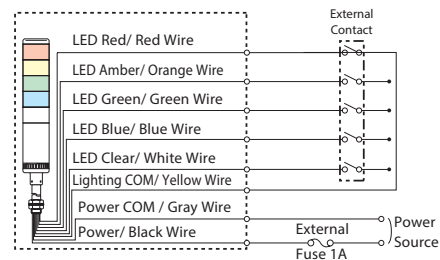 External
Contact
LED Red/ Red Wire
LED Amber/ Orange Wire
LED Green/ Green Wire
LED Blue/ Blue Wire
LED Clear/ White Wire
Lighting COM/ Yellow Wire
Power COM / Gray Wire
Power/ Black Wire
External
Fuse 1A
Power
Source